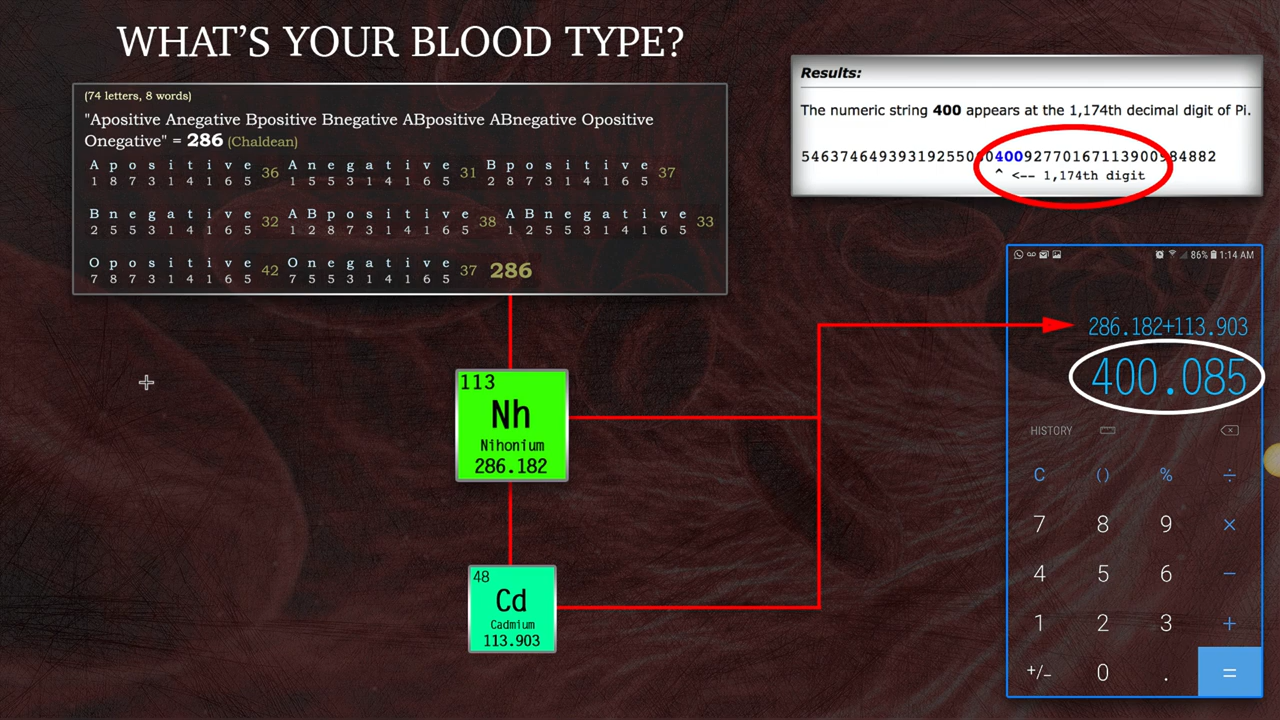 WHAT'S YOUR BLOOD TYPE?
(74 letters, 8 words)
"Apositive Anegative Bpositive Bnegative ABpositive ABnegative Opositive
Onegative" = 286 (Chaldean)
A p o s i t i v e 36 A n e g a t i v e 31 B p o s i t i v e 37
1 8 7 3 1 4 1 6 5 1 5 5 3 1 4 1 6 5 2 8 7 3 1 4 1 6 5
B n e g a t i v e 32 A B p o s i t i v e 38 A B n e g a t i v e 33
2 5 5 3 1 4 1 6 5 1 2 8 7 3 1 4 1 6 5 1 2 5 5 3 1 4 1 6 5
O p o s i t i v e 42 O n e g a t i v e 37 286
7 8 7 3 1 4 1 6 5 7 5 5 3 1 4 1 6 5
Results:
The numeric string 400 appears at the 1,174th decimal digit of Pi.
^ <-- 1,174th digit
113
Nh
Nihonium
286.182
48
Cd
Cadmium
113.903
86% 1:14 AM
286.182+113.903
400.085
HISTORY
C () % ÷
7 8 9 ×
4 5 6 −
1 2 3 +
+/− 0 . =